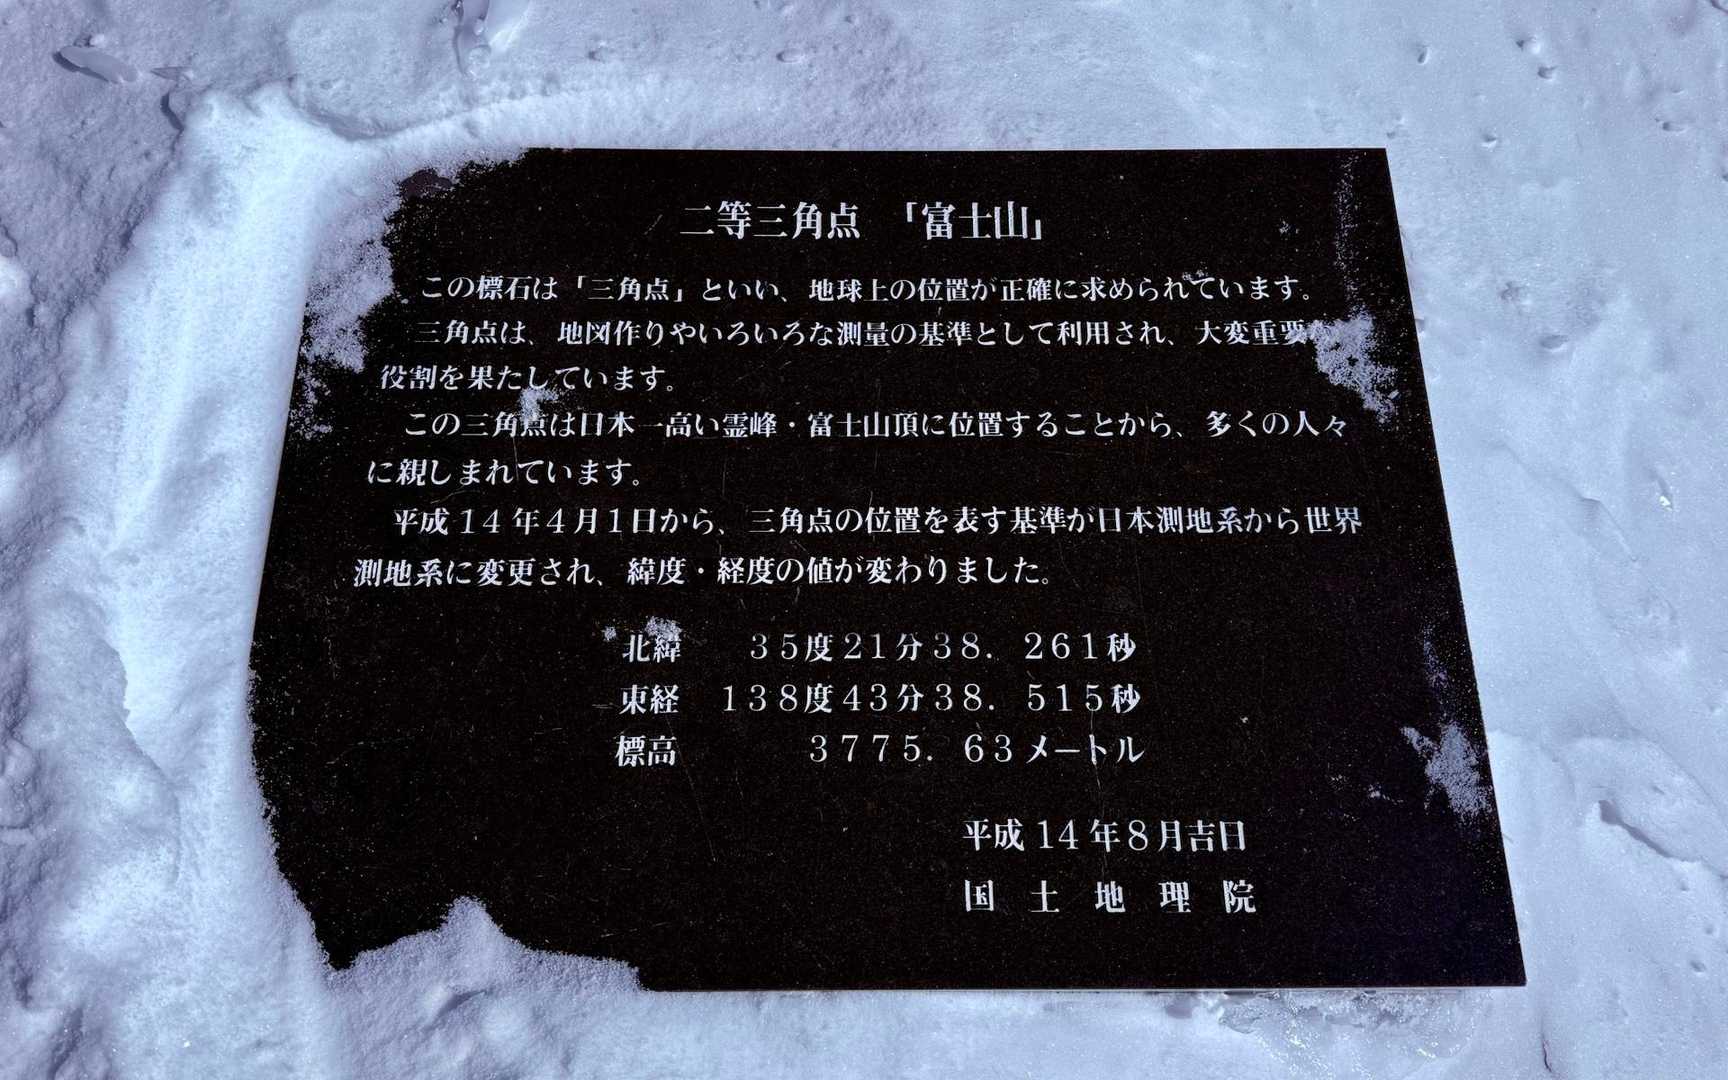 二等三角点 「富士山」
この標石は「三角点」といい、地球上の位置が正確に求められています。
三角点は、地図作りやいろいろな測量の基準として利用され、大変重要な
役割を果たしています。
この三角点は日本一高い霊峰・富士山頂に位置することから、多くの人々
に親しまれています。
平成14年4月1日から、三角点の位置を表す基準が日本測地系から世界
測地系に変更され、緯度・経度の値が変わりました。
北緯 35度21分38.261秒
東経 138度43分38.515秒
標高 3775.63メートル
平成14年8月吉日
国土地理院